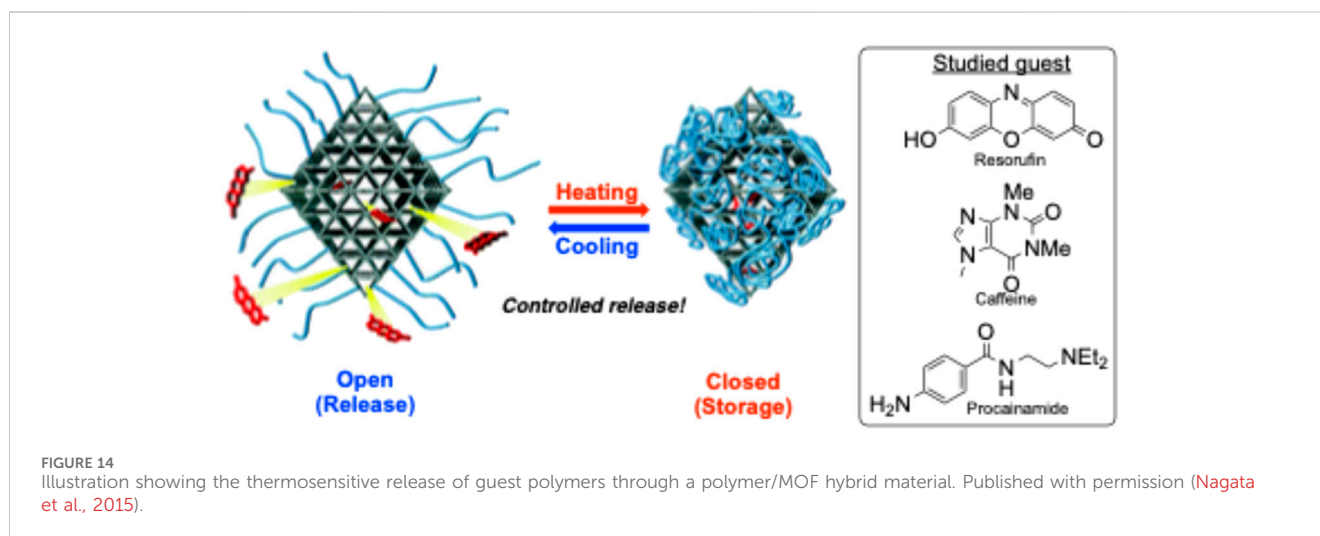 Studied guest
N
HO
O
O
Resorufin
Heating
Cooling
Controlled release!
Me
N
N
O
N
NMe
O
Caffeine
Open
(Release)
Closed
(Storage)
O
N
H
NEt2
H2N
Procainamide
FIGURE 14
Illustration showing the thermosensitive release of guest polymers through a polymer/MOF hybrid material. Published with permission (Nagata
et al., 2015).